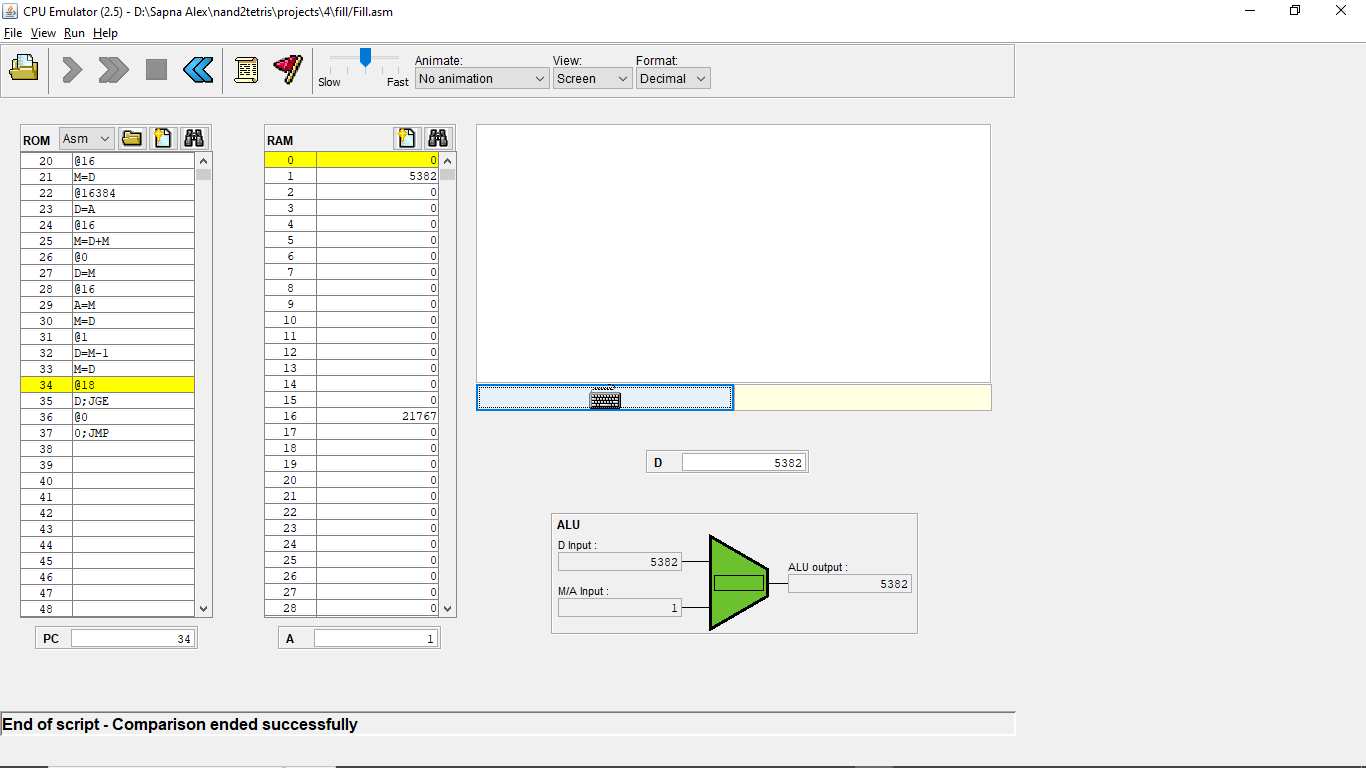 CPU Emulator (2.5) - D:\Sapna Alex\nand2tetris\projects\4\fill/Fill.asm
File View Run Help
Slow Fast
Animate:
No animation
View:
Screen
Format:
Decimal
ROM Asm
20 @16
21 M=D
22 @16384
23 D=A
24 @16
25 M=D+M
26 @0
27 D=M
28 @16
29 A=M
30 M=D
31 @1
32 D=M-1
33 M=D
34 @18
35 D;JGE
36 @0
37 0;JMP
38
39
40
41
42
43
44
45
46
47
48
PC 34
RAM
0 0
1 5382
2 0
3 0
4 0
5 0
6 0
7 0
8 0
9 0
10 0
11 0
12 0
13 0
14 0
15 0
16 21767
17 0
18 0
19 0
20 0
21 0
22 0
23 0
24 0
25 0
26 0
27 0
28 0
A 1
D 5382
ALU
D Input :
5382
M/A Input :
1
ALU output :
5382
End of script - Comparison ended successfully